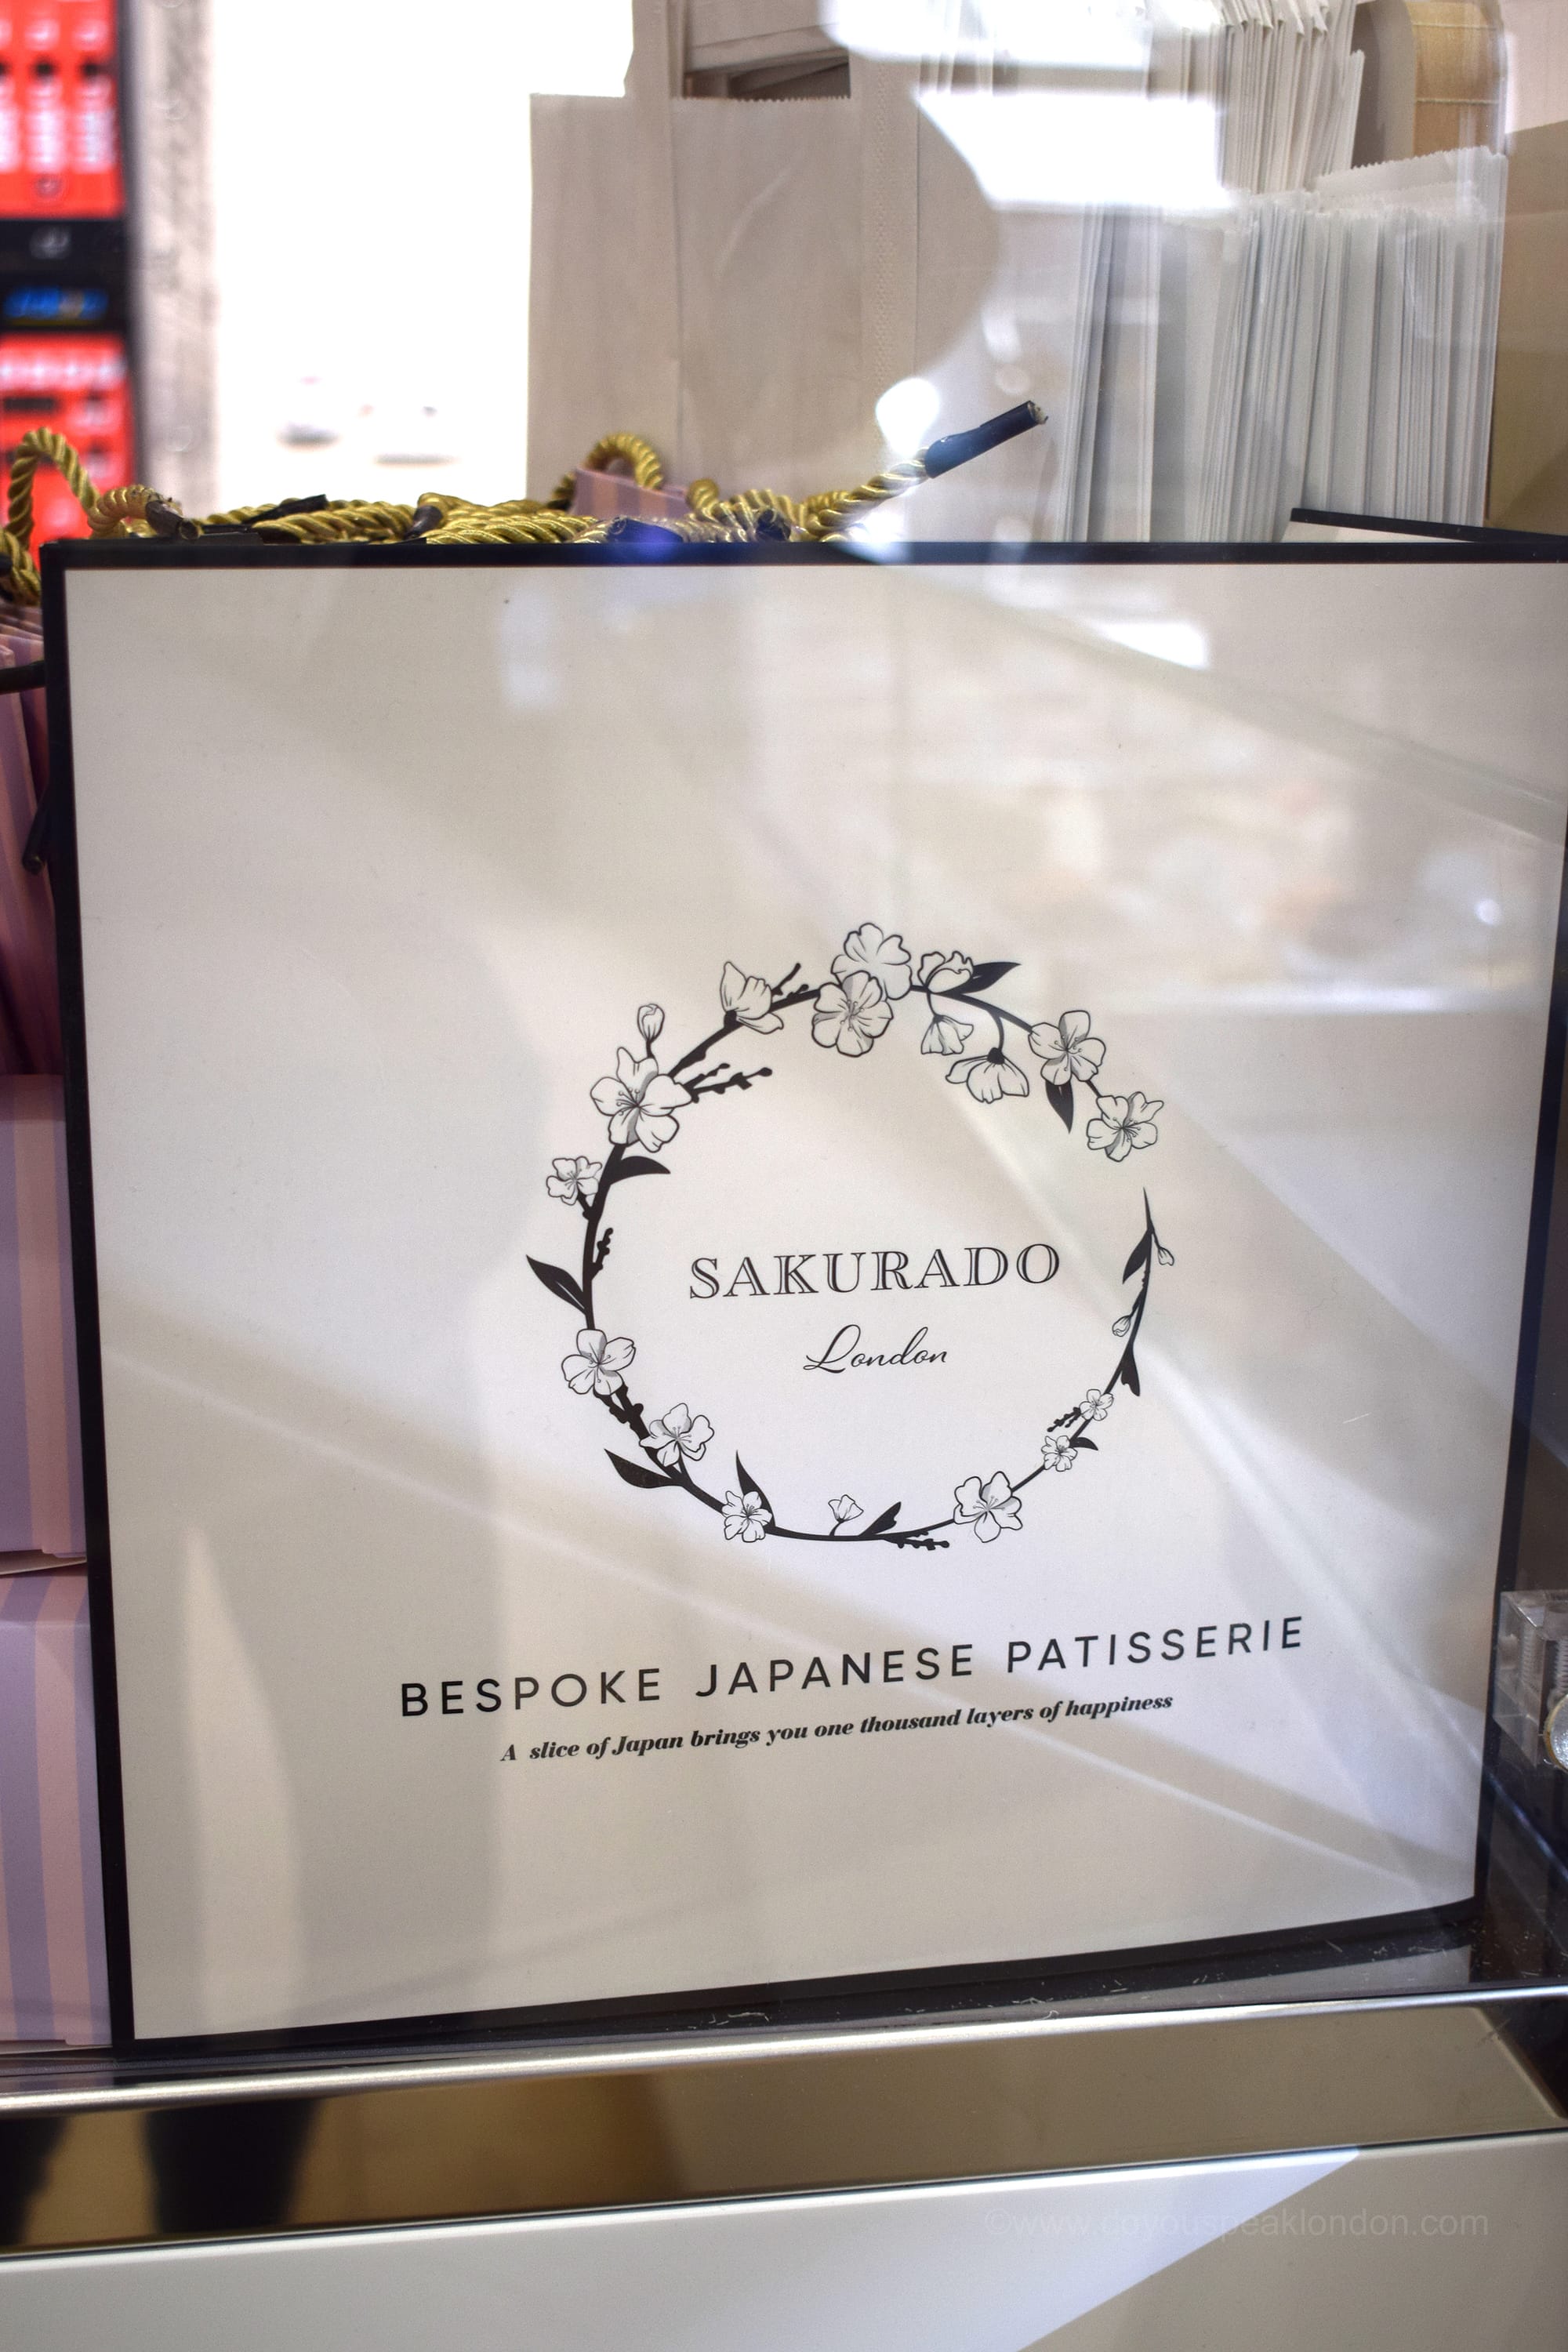 SAKURADO
London
BESPOKE JAPANESE PATISSERIE
A slice of Japan brings you one thousand layers of happiness
©www.doyouspeaklondon.com